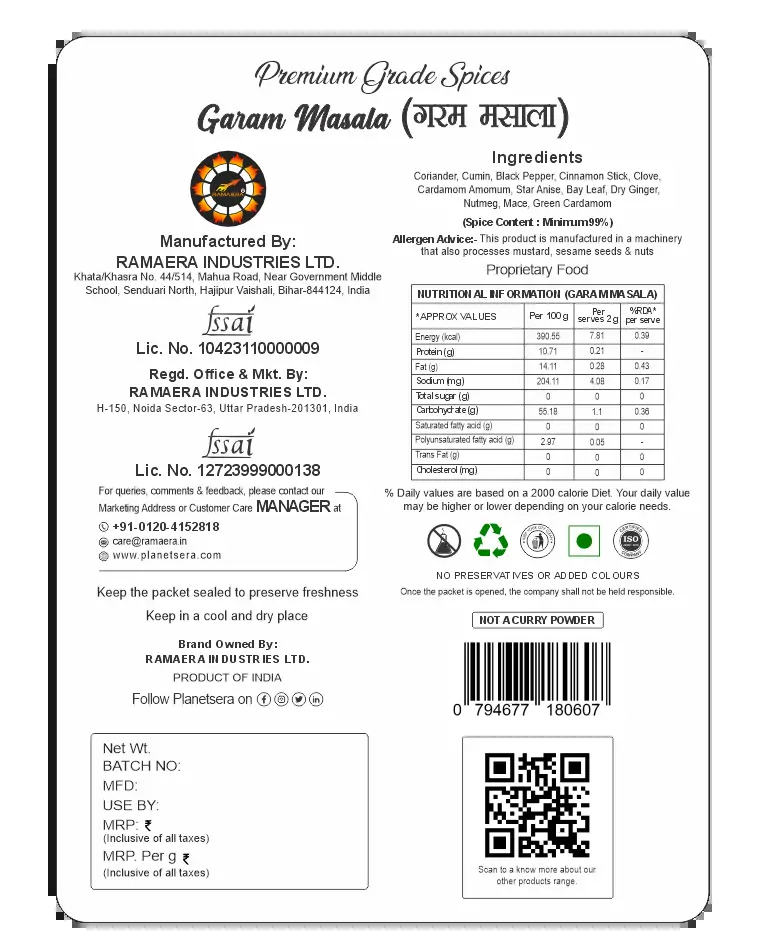 Premium Grade Spices
Garam Masala (गरम मसाला)
RAMAERA
Manufactured By:
RAMAERA INDUSTRIES LTD.
Khata/Khasra No. 44/514, Mahua Road, Near Government Middle
School, Senduari North, Hajipur Vaishali, Bihar-844124, India
fssai
Lic. No. 10423110000009
Regd. Office & Mkt. By:
RAMAERA INDUSTRIES LTD.
H-150, Noida Sector-63, Uttar Pradesh-201301, India
fssai
Lic. No. 12723999000138
For queries, comments & feedback, please contact our
Marketing Address or Customer Care MANAGER at
+91-0120-4152818
care@ramaera.in
www.planetsera.com
Keep the packet sealed to preserve freshness
Keep in a cool and dry place
Brand Owned By:
RAMAERA INDUSTRIES LTD.
PRODUCT OF INDIA
Follow Planetsera on
Net Wt.
BATCH NO:
MFD:
USE BY:
MRP: ₹
(Inclusive of all taxes)
MRP. Per g ₹
(Inclusive of all taxes)
Ingredients
Coriander, Cumin, Black Pepper, Cinnamon Stick, Clove,
Cardamom Amomum, Star Anise, Bay Leaf, Dry Ginger,
Nutmeg, Mace, Green Cardamom
(Spice Content : Minimum 99%)
Allergen Advice:- This product is manufactured in a machinery
that also processes mustard, sesame seeds & nuts
Proprietary Food
NUTRITIONAL INFORMATION (GARAM MASALA)
*APPROX VALUES Per 100 g Per serves 2 g %RDA* per serve
Energy (kcal) 390.55 7.81 0.39
Protein (g) 10.71 0.21 -
Fat (g) 14.11 0.28 0.43
Sodium (mg) 204.11 4.08 0.17
Total sugar (g) 0 0 0
Carbohydrate (g) 55.18 1.1 0.36
Saturated fatty acid (g) 0 0 0
Polyunsaturated fatty acid (g) 2.97 0.05 -
Trans Fat (g) 0 0 0
Cholesterol (mg) 0 0 0
% Daily values are based on a 2000 calorie Diet. Your daily value
may be higher or lower depending on your calorie needs.
CERTIFIED
ISO
COMPANY
NO PRESERVATIVES OR ADDED COLOURS
Once the packet is opened, the company shall not be held responsible.
NOT A CURRY POWDER
0 794677 180607
Scan to a know more about our
other products range.